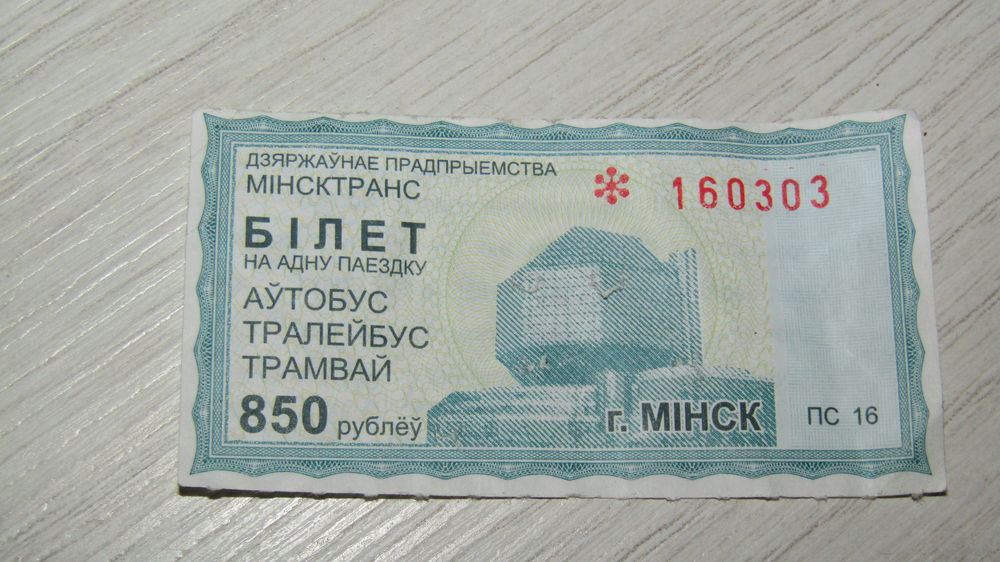 ДЗЯРЖАЎНАЕ ПРАДПРЫЕМСТВА
МІНСКТРАНС
160303
БІЛЕТ
НА АДНУ ПАЕЗДКУ
АЎТОБУС
ТРАЛЕЙБУС
ТРАМВАЙ
850 рублёў
г. МІНСК
ПС 16